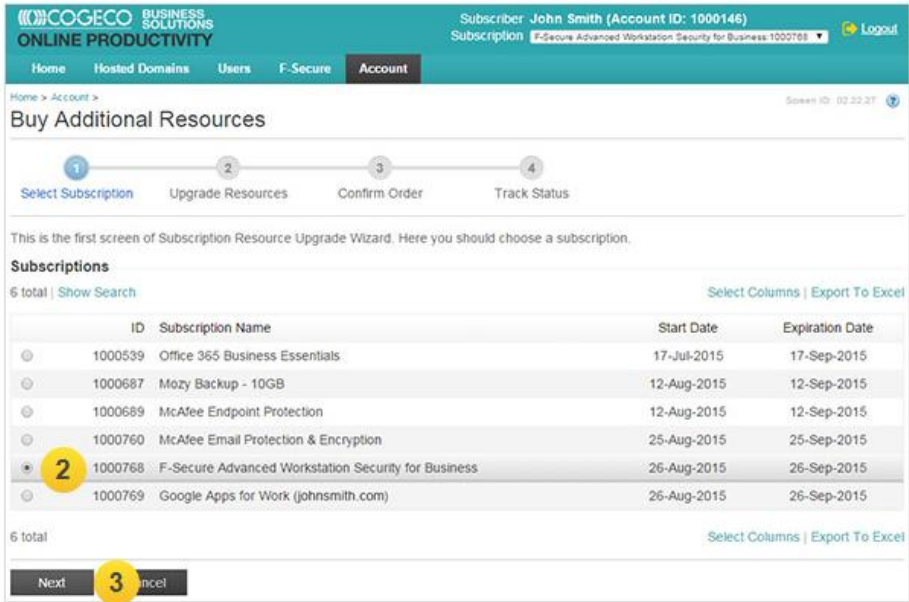 COGECO BUSINESS SOLUTIONS
ONLINE PRODUCTIVITY
Subscriber John Smith (Account ID: 1000146)
Subscription F-Secure Advanced Workstation Security for Business:1000768
Logout
Home Hosted Domains Users F-Secure Account
Home > Account >
Screen ID: 02.22.27 ?
Buy Additional Resources
1 2 3 4
Select Subscription Upgrade Resources Confirm Order Track Status
This is the first screen of Subscription Resource Upgrade Wizard. Here you should choose a subscription.
Subscriptions
6 total | Show Search Select Columns | Export To Excel
ID Subscription Name Start Date Expiration Date
1000539 Office 365 Business Essentials 17-Jul-2015 17-Sep-2015
1000687 Mozy Backup - 10GB 12-Aug-2015 12-Sep-2015
1000689 McAfee Endpoint Protection 12-Aug-2015 12-Sep-2015
1000760 McAfee Email Protection & Encryption 25-Aug-2015 25-Sep-2015
2 1000768 F-Secure Advanced Workstation Security for Business 26-Aug-2015 26-Sep-2015
1000769 Google Apps for Work (johnsmith.com) 26-Aug-2015 26-Sep-2015
6 total Select Columns | Export To Excel
Next 3 ncel